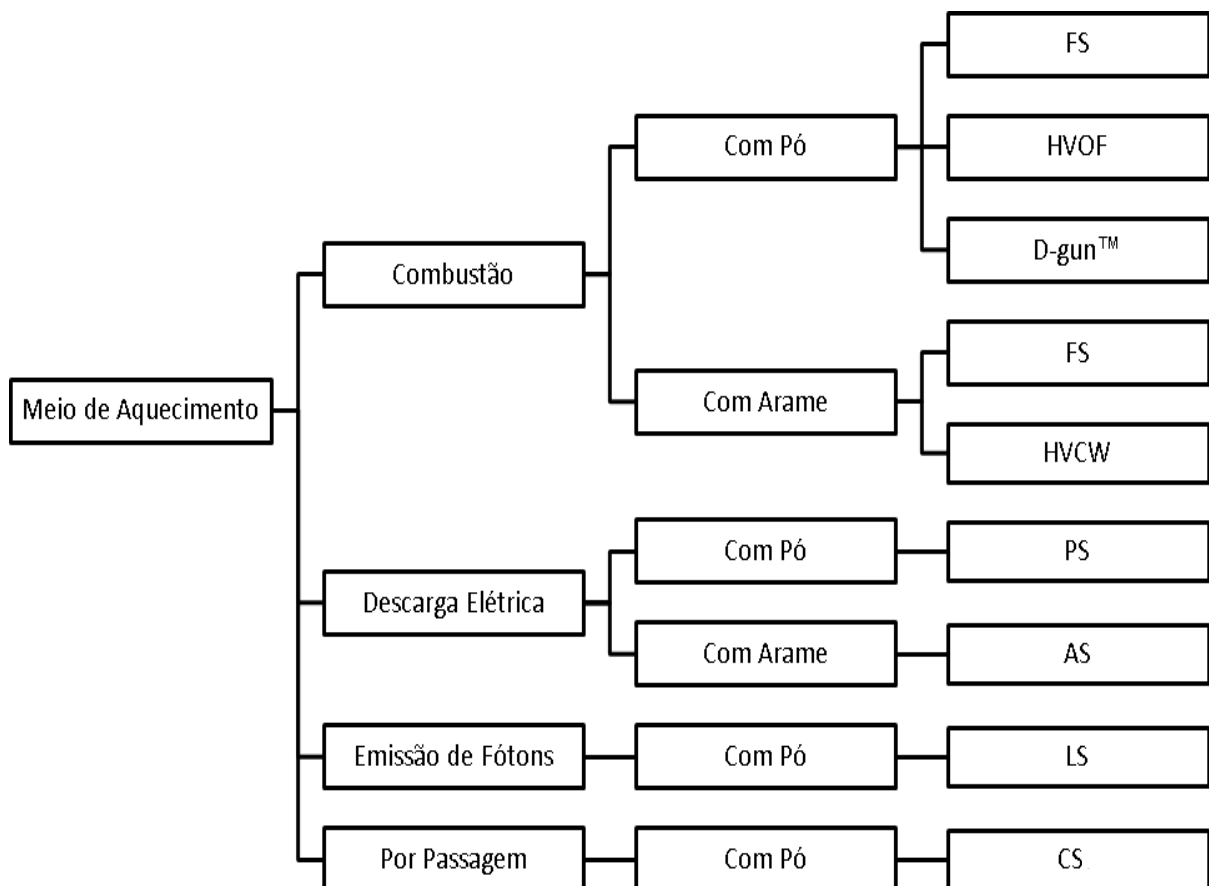 Meio de Aquecimento
Combustão
Com Pó
FS
HVOF
D-gun™
Com Arame
FS
HVCW
Descarga Elétrica
Com Pó
PS
Com Arame
AS
Emissão de Fótons
Com Pó
LS
Por Passagem
Com Pó
CS